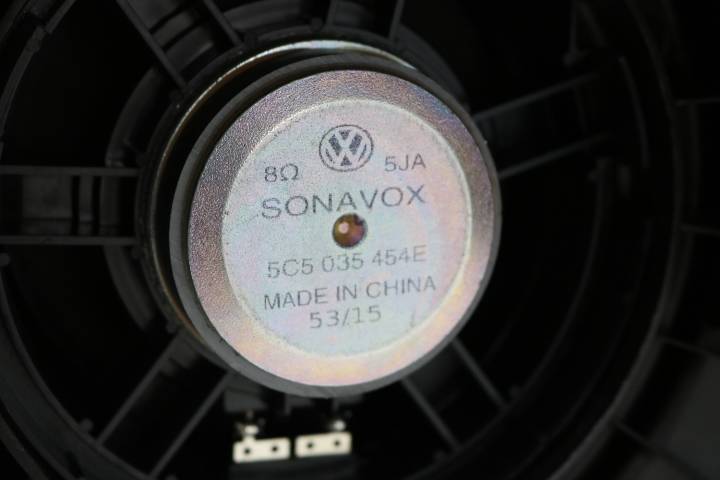 8Ω 5JA
SONAVOX
5C5 035 454E
MADE IN CHINA
53/15